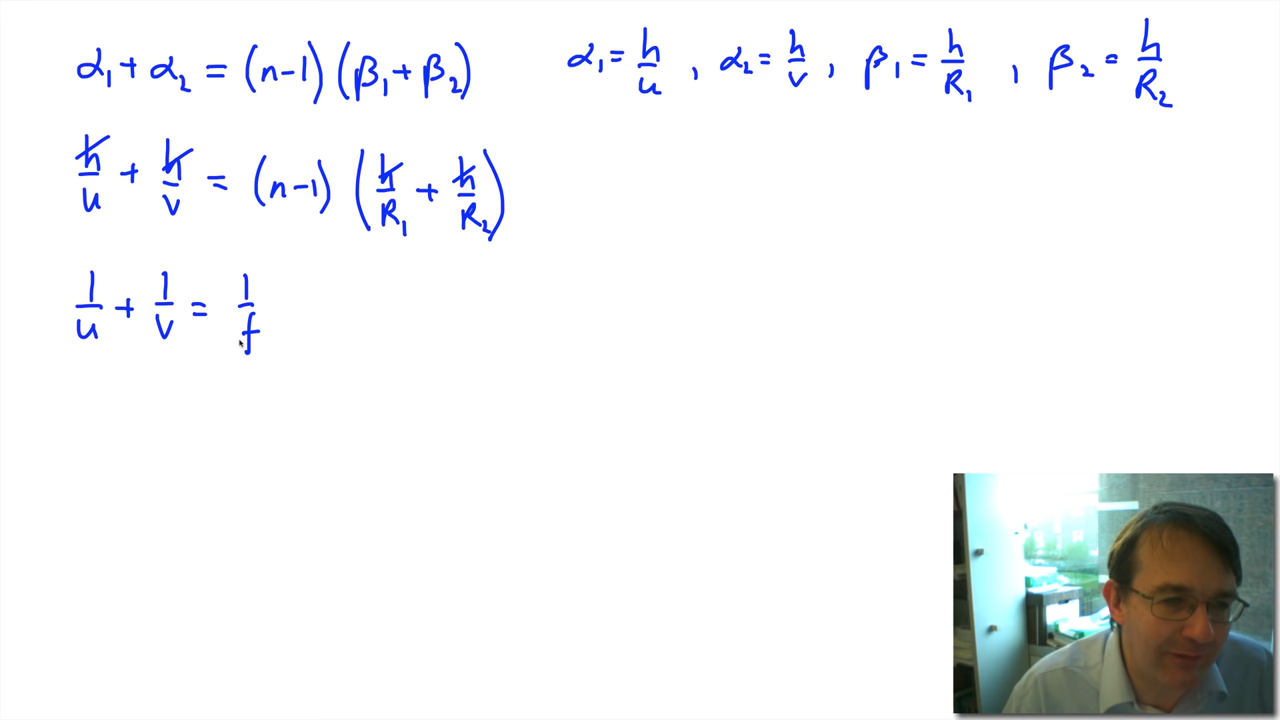 α₁ + α₂ = (n-1)(β₁ + β₂)
α₁ = h/u , α₂ = h/v , β₁ = h/R₁ , β₂ = h/R₂
h/u + h/v = (n-1)(h/R₁ + h/R₂)
1/u + 1/v = 1/f